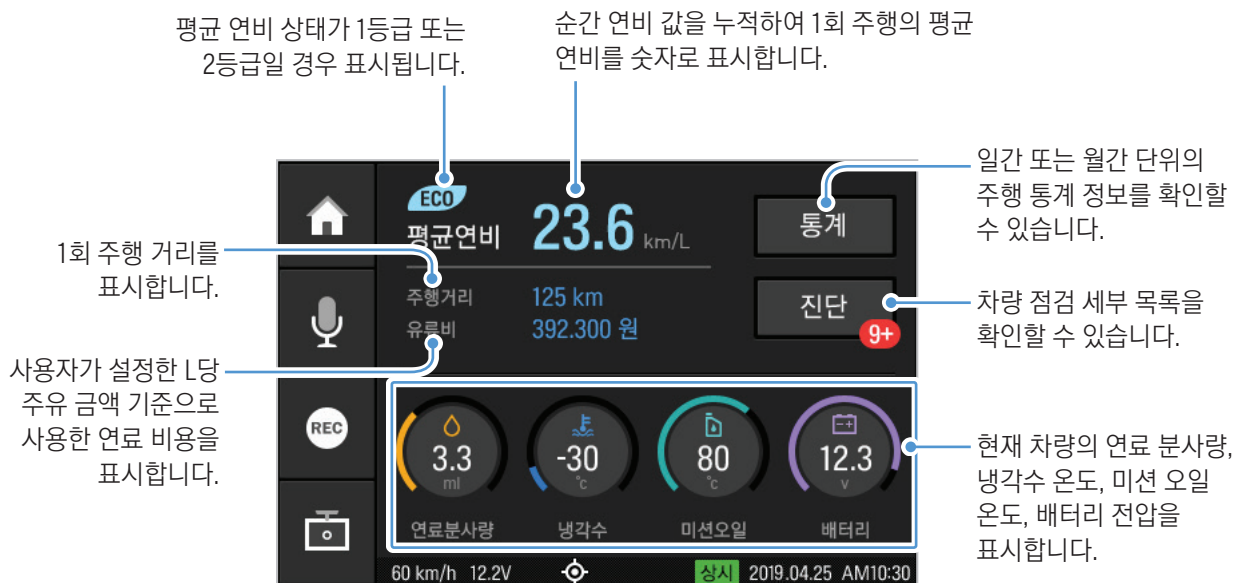 평균 연비 상태가 1등급 또는
2등급일 경우 표시됩니다.
순간 연비 값을 누적하여 1회 주행의 평균
연비를 숫자로 표시합니다.
일간 또는 월간 단위의
주행 통계 정보를 확인할
수 있습니다.
1회 주행 거리를
표시합니다.
차량 점검 세부 목록을
확인할 수 있습니다.
사용자가 설정한 L당
주유 금액 기준으로
사용한 연료 비용을
표시합니다.
현재 차량의 연료 분사량,
냉각수 온도, 미션 오일
온도, 배터리 전압을
표시합니다.
ECO
평균연비 23.6 km/L
통계
주행거리 125 km
유류비 392.300 원
진단
9+
REC
3.3 -30 80 12.3
ml °C °C V
연료분사량 냉각수 미션오일 배터리
60 km/h 12.2V 상시 2019.04.25 AM10:30